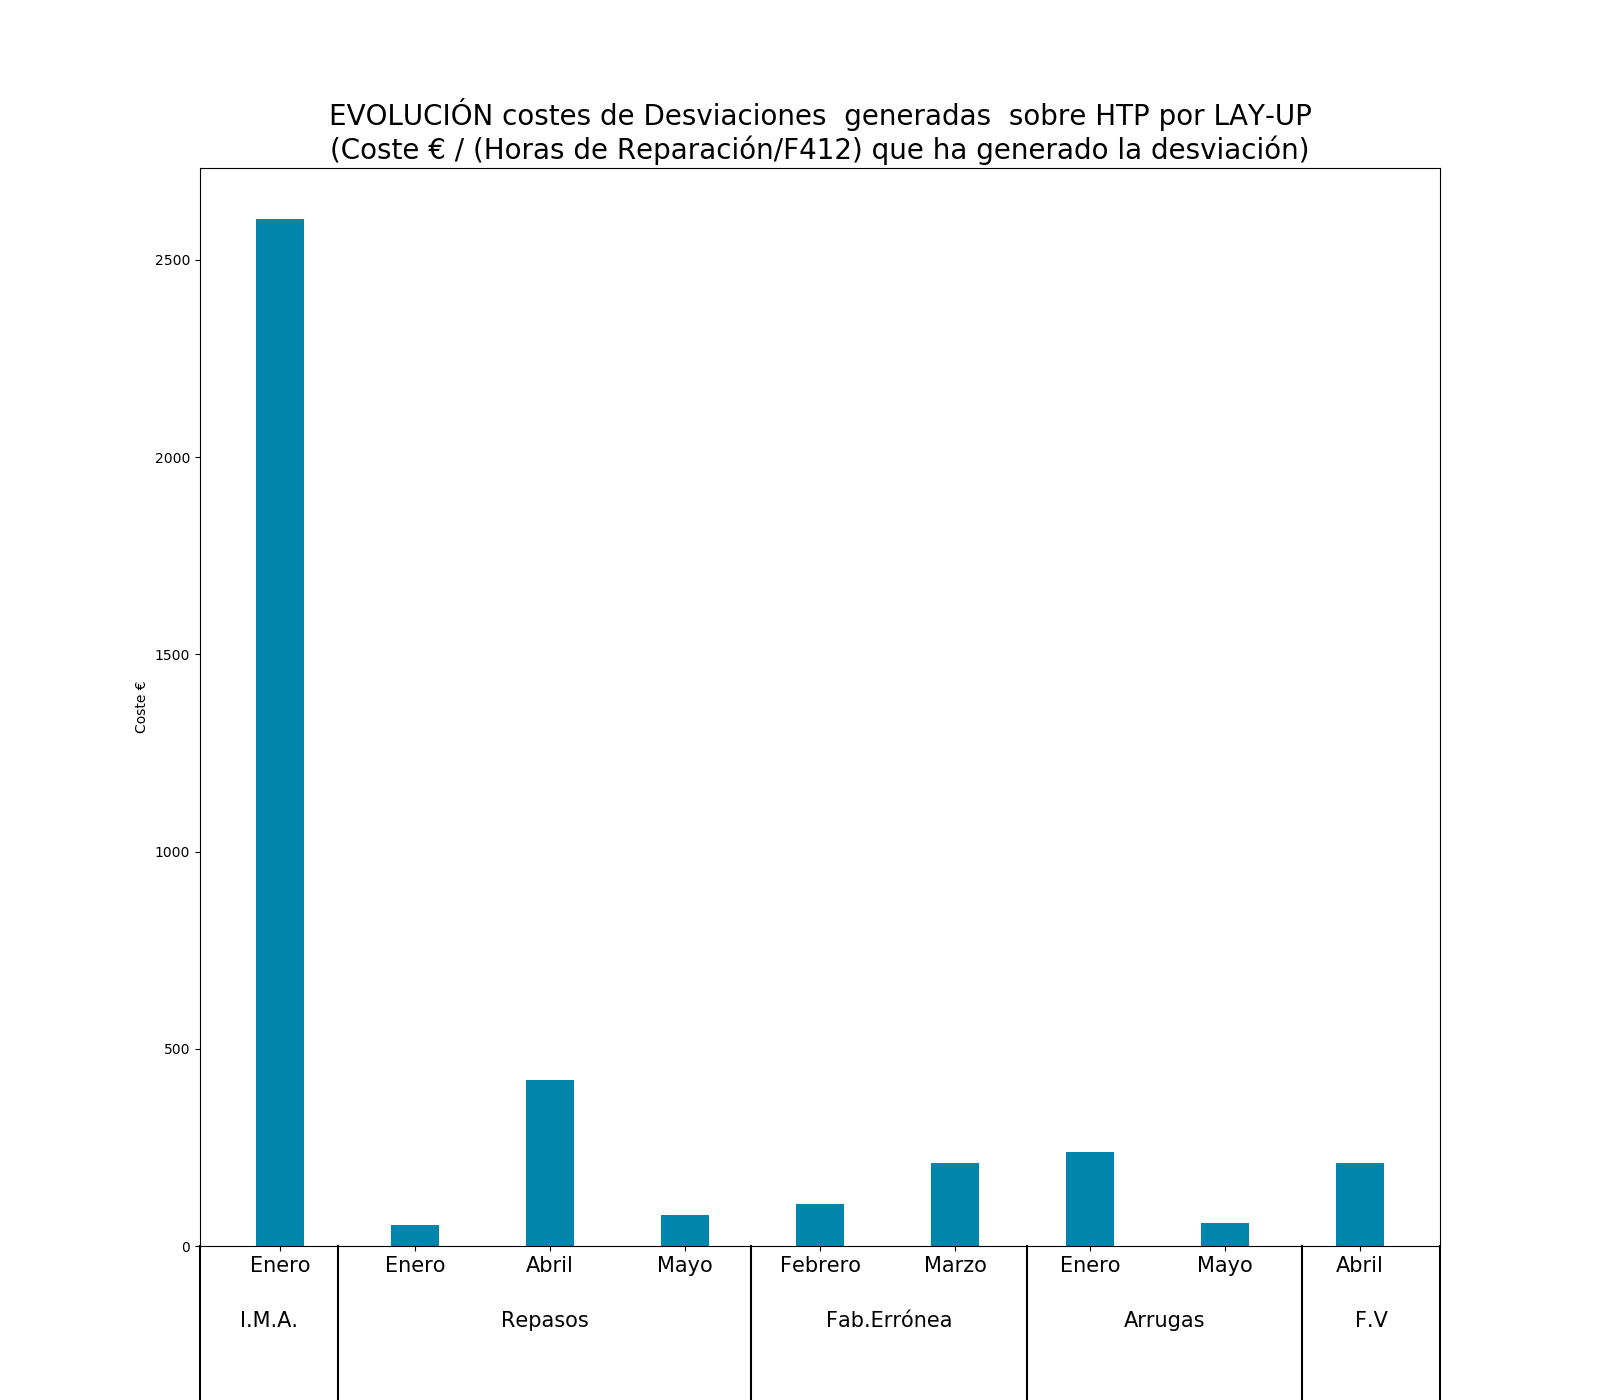 EVOLUCIÓN costes de Desviaciones  generadas  sobre HTP por LAY-UP
(Coste € / (Horas de Reparación/F412) que ha generado la desviación)
2500
2000
1500
Coste €
1000
500
0
Enero Enero Abril Mayo Febrero Marzo Enero Mayo Abril
I.M.A. Repasos Fab.Errónea Arrugas F.V